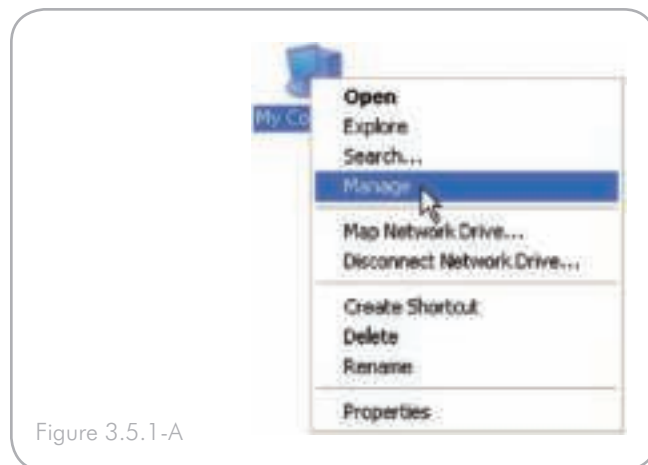 My Co
Open
Explore
Search...
Manage
Map Network Drive...
Disconnect Network Drive...
Create Shortcut
Delete
Rename
Properties
Figure 3.5.1-A